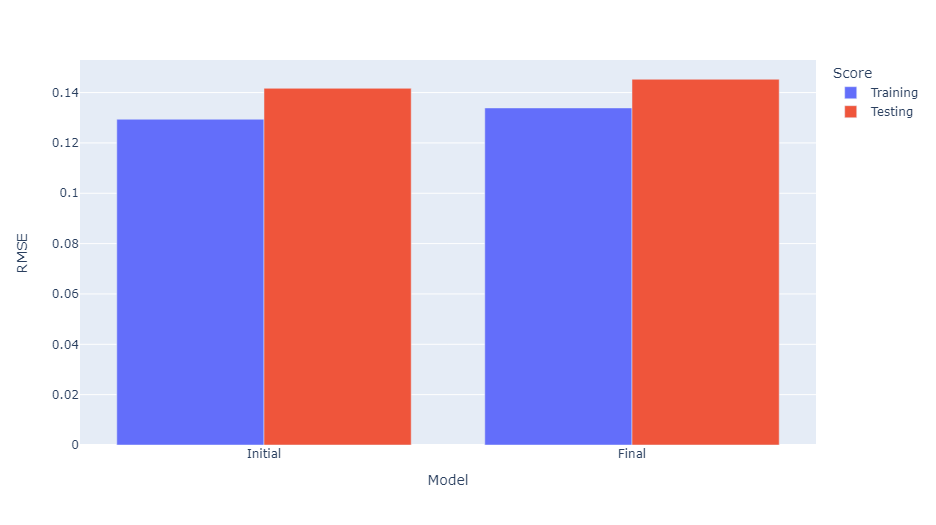 Score
Training
Testing
0.14
0.12
0.1
0.08
0.06
0.04
0.02
0
RMSE
Initial
Final
Model